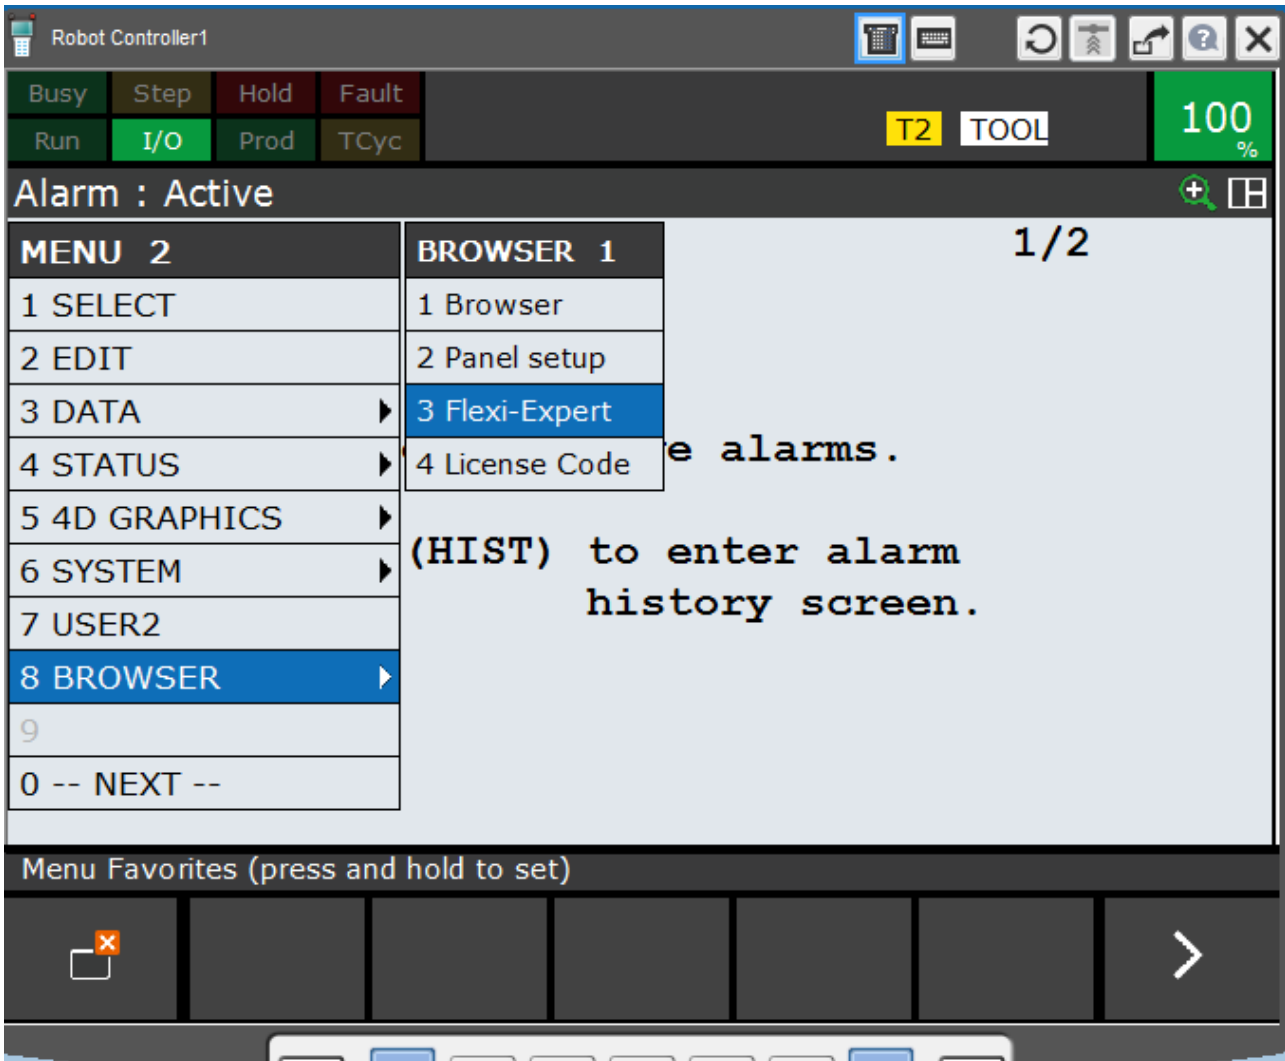 Robot Controller1
Busy Step Hold Fault
Run I/O Prod TCyc
T2 TOOL
100
%
Alarm : Active
1/2
MENU 2
1 SELECT
2 EDIT
3 DATA
4 STATUS
5 4D GRAPHICS
6 SYSTEM
7 USER2
8 BROWSER
9
0 -- NEXT --
BROWSER 1
1 Browser
2 Panel setup
3 Flexi-Expert
4 License Code
alarms.
(HIST) to enter alarm
history screen.
Menu Favorites (press and hold to set)